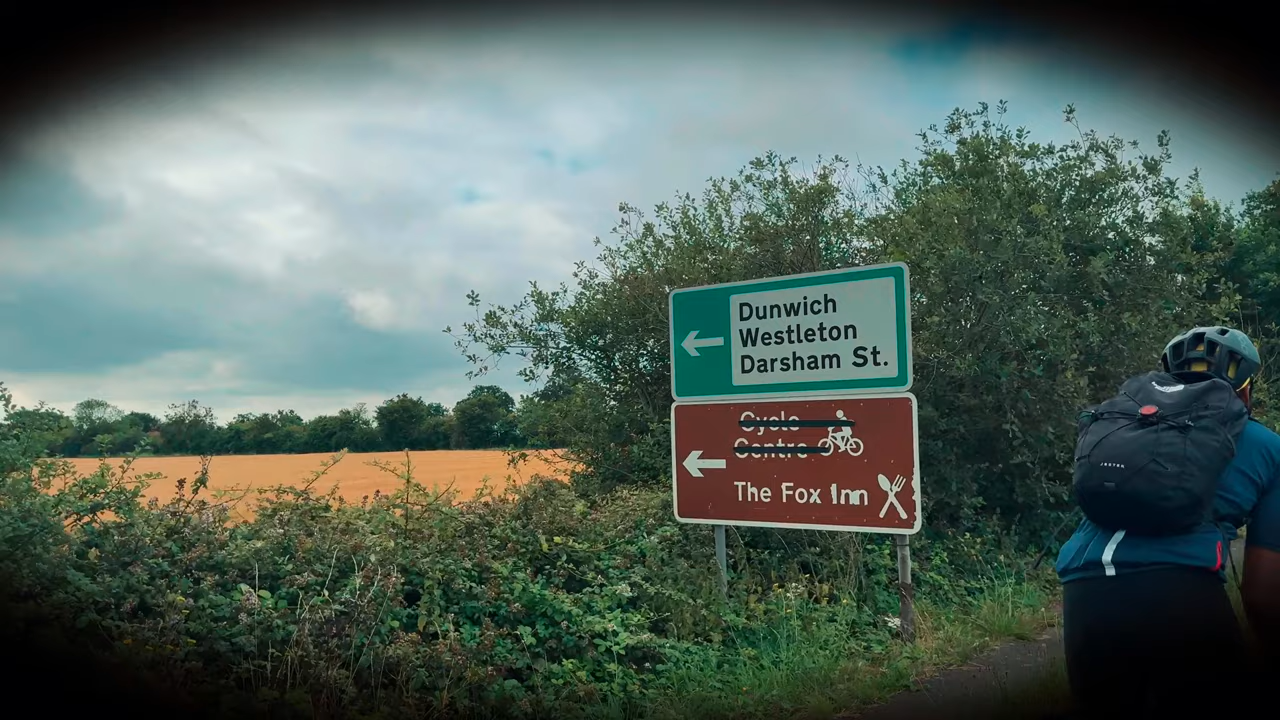 Dunwich
Westleton
Darsham St.
Cycle
Centre
The Fox Inn